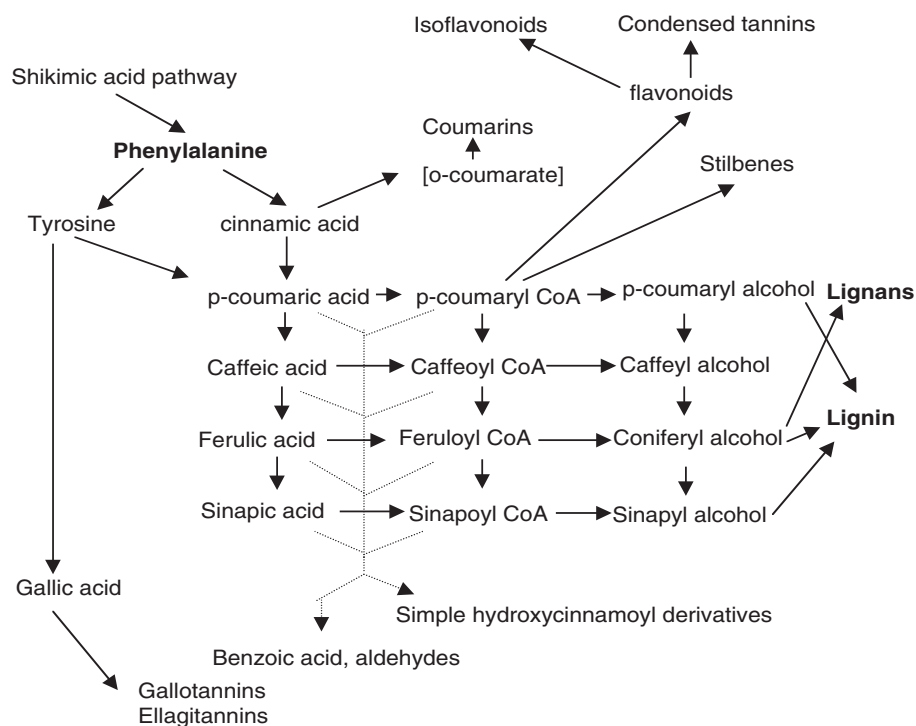 Isoflavonoids
Condensed tannins
Shikimic acid pathway
flavonoids
Coumarins
Phenylalanine
Stilbenes
[o-coumarate]
Tyrosine
cinnamic acid
p-coumaric acid
p-coumaryl CoA
p-coumaryl alcohol
Lignans
Caffeic acid
Caffeoyl CoA
Caffeyl alcohol
Lignin
Ferulic acid
Feruloyl CoA
Coniferyl alcohol
Sinapic acid
Sinapoyl CoA
Sinapyl alcohol
Gallic acid
Simple hydroxycinnamoyl derivatives
Benzoic acid, aldehydes
Gallotannins
Ellagitannins